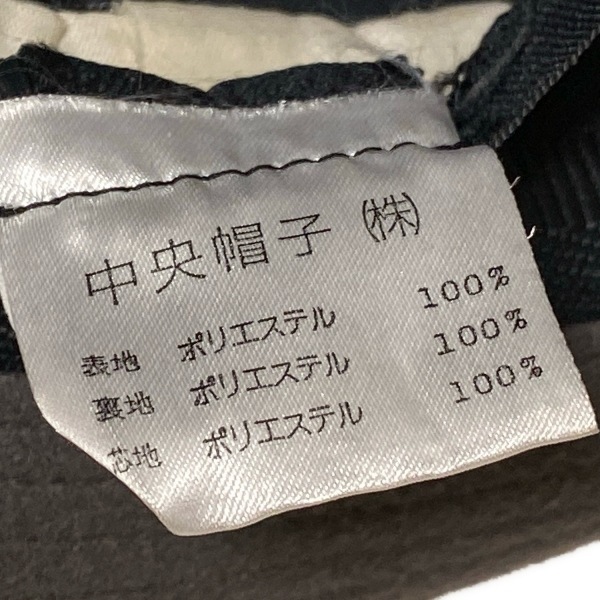 中央帽子 (株)
表地 ポリエステル 100%
裏地 ポリエステル 100%
芯地 ポリエステル 100%